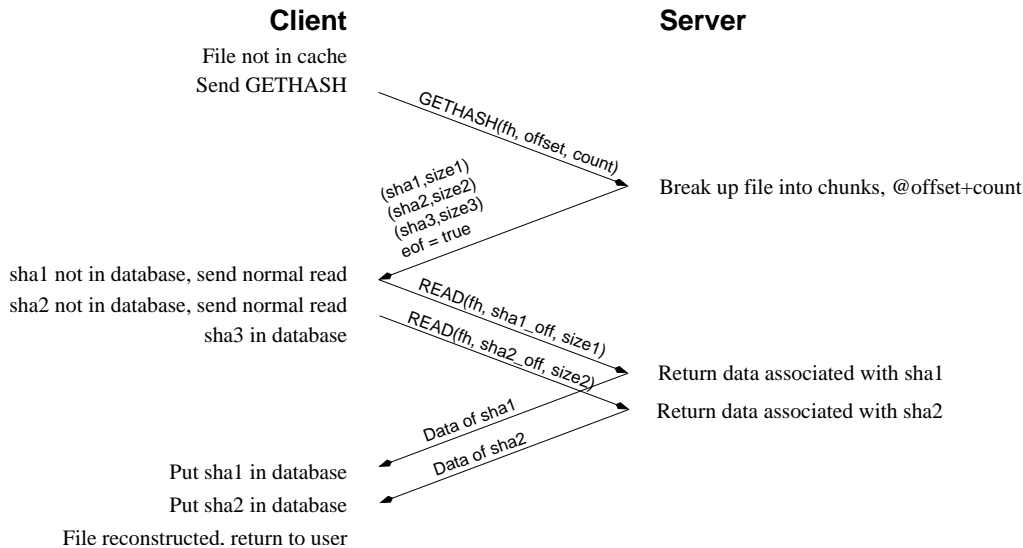 Client
Server
File not in cache
Send GETHASH
GETHASH(fh, offset, count)
Break up file into chunks, @offset+count
(sha1,size1)
(sha2,size2)
(sha3,size3)
eof = true
sha1 not in database, send normal read
sha2 not in database, send normal read
sha3 in database
READ(fh, sha1_off, size1)
READ(fh, sha2_off, size2)
Return data associated with sha1
Return data associated with sha2
Data of sha1
Data of sha2
Put sha1 in database
Put sha2 in database
File reconstructed, return to user